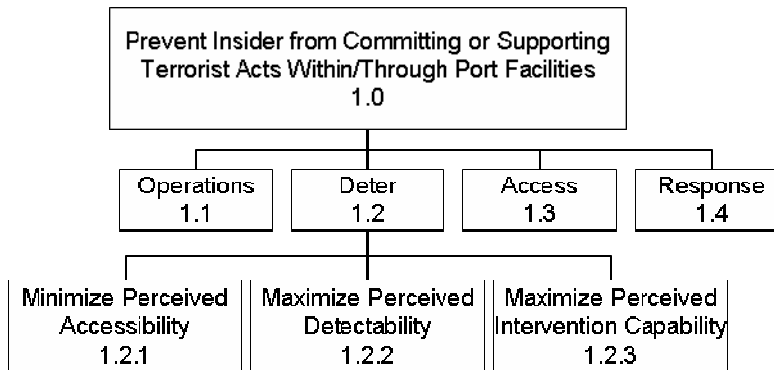 Prevent Insider from Committing or Supporting
Terrorist Acts Within/Through Port Facilities
1.0
Operations
1.1
Deter
1.2
Access
1.3
Response
1.4
Minimize Perceived
Accessibility
1.2.1
Maximize Perceived
Detectability
1.2.2
Maximize Perceived
Intervention Capability
1.2.3